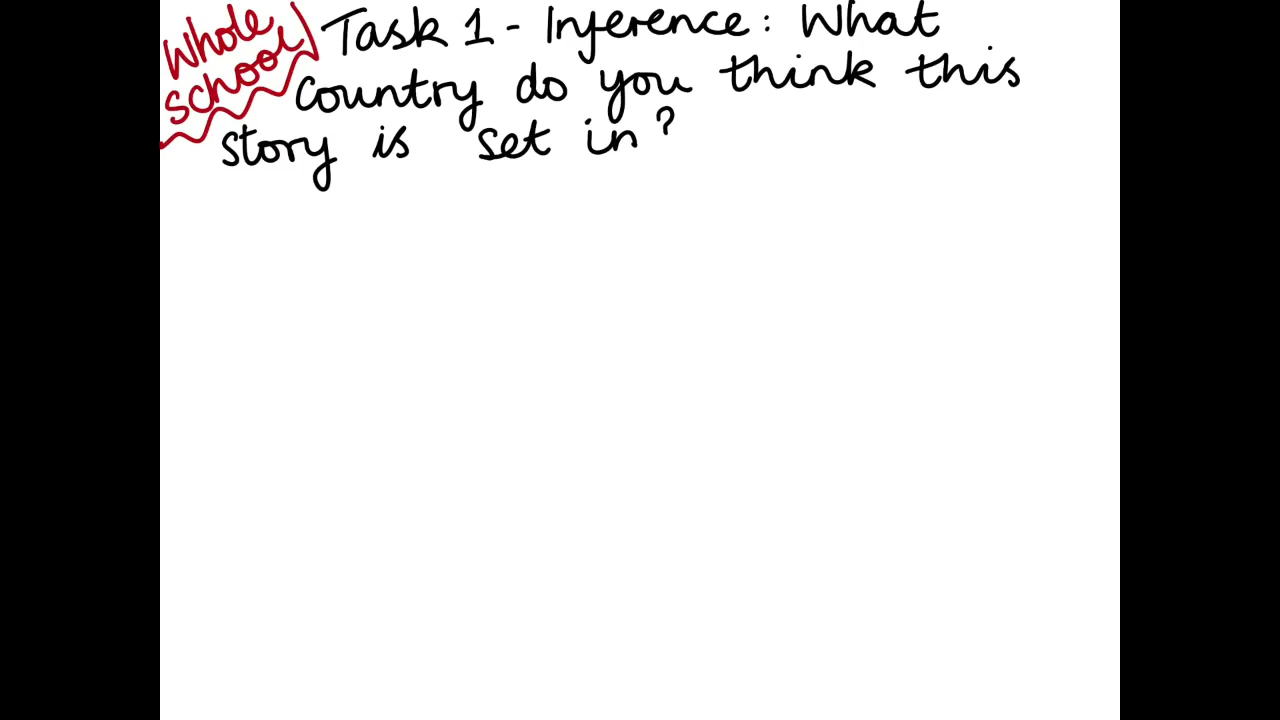 Whole
school
Task 1 - Inference: What
Country do you think this
story is set in?